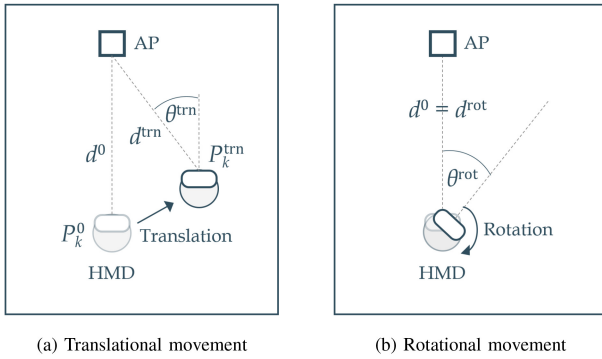 AP
θ^trn
d^trn
d^0
P_k^trn
P_k^0
Translation
HMD
(a) Translational movement
AP
d^0 = d^rot
θ^rot
Rotation
HMD
(b) Rotational movement